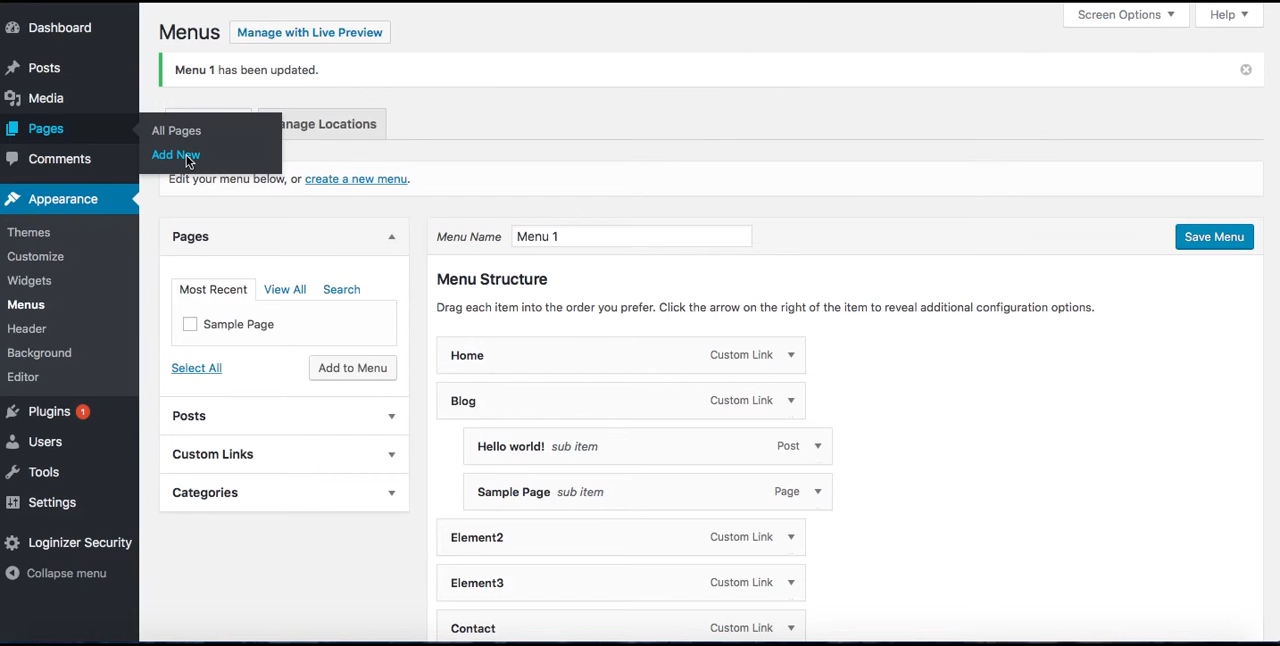 Dashboard
Posts
Media
Pages
Comments
Appearance
Themes
Customize
Widgets
Menus
Header
Background
Editor
Plugins 1
Users
Tools
Settings
Loginizer Security
Collapse menu
All Pages
Add New
Screen Options Help
Menus Manage with Live Preview
Menu 1 has been updated.
anage Locations
Edit your menu below, or create a new menu.
Pages
Most Recent View All Search
Sample Page
Select All Add to Menu
Posts
Custom Links
Categories
Menu Name Menu 1 Save Menu
Menu Structure
Drag each item into the order you prefer. Click the arrow on the right of the item to reveal additional configuration options.
Home Custom Link
Blog Custom Link
Hello world! sub item Post
Sample Page sub item Page
Element2 Custom Link
Element3 Custom Link
Contact Custom Link